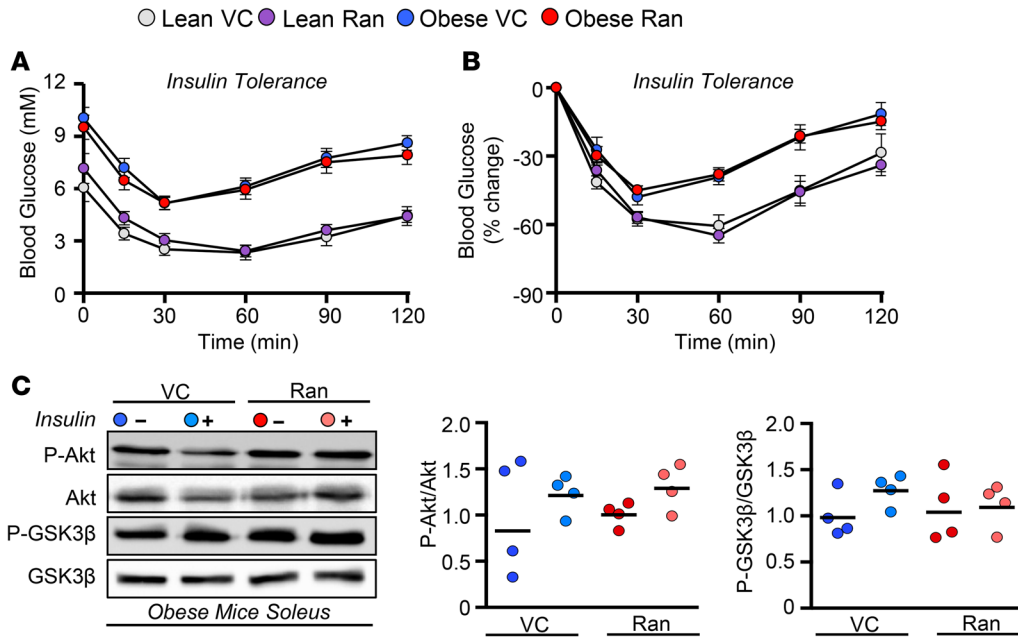 Lean VC Lean Ran Obese VC Obese Ran
A
Insulin Tolerance
Blood Glucose (mM)
12
9
6
3
0
0 30 60 90 120
Time (min)
B
Insulin Tolerance
Blood Glucose
(% change)
0
-30
-60
-90
0 30 60 90 120
Time (min)
C
VC Ran
Insulin - + - +
P-Akt
Akt
P-GSK3β
GSK3β
Obese Mice Soleus
P-Akt/Akt
2.0
1.5
1.0
0.5
0
VC Ran
P-GSK3β/GSK3β
2.0
1.5
1.0
0.5
0
VC Ran